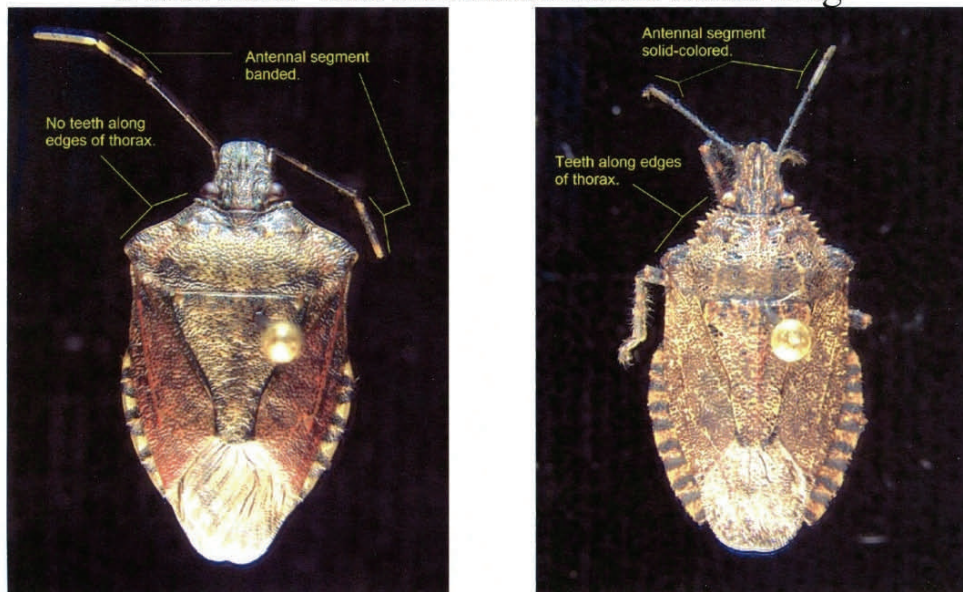 Antennal segment
banded.
No teeth along
edges of thorax.
Antennal segment
solid-colored.
Teeth along edges
of thorax.